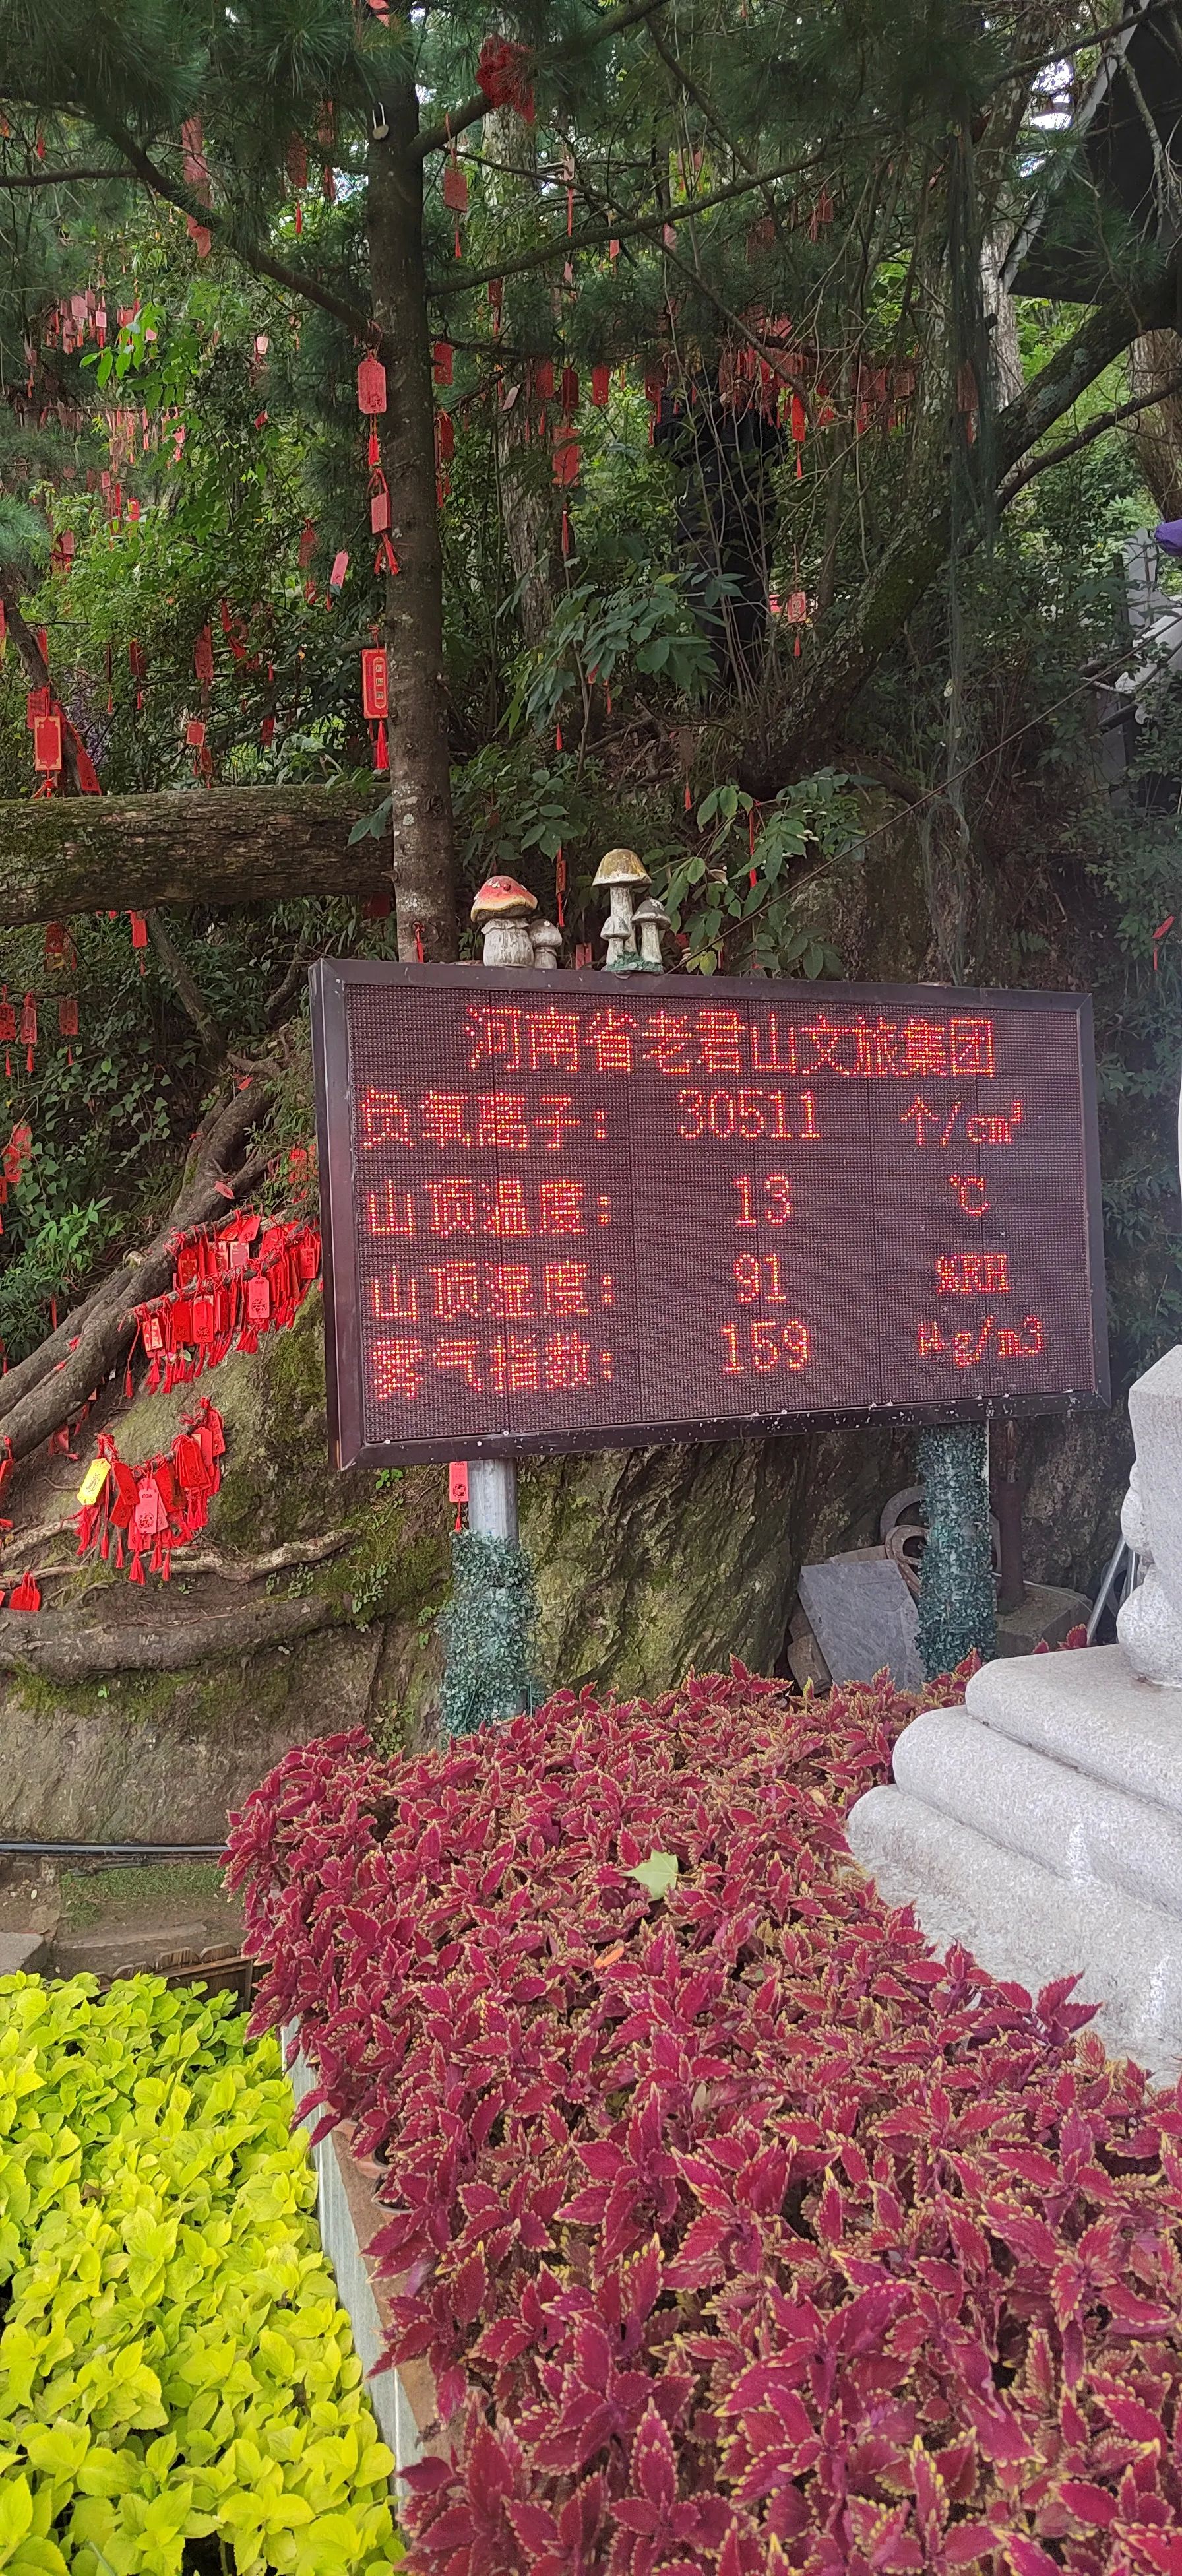 河南省老君山文旅集团
负氧离子: 30511 个/cm³
山顶温度: 13 ℃
山顶湿度: 91 %RH
雾气指数: 159 μg/m3